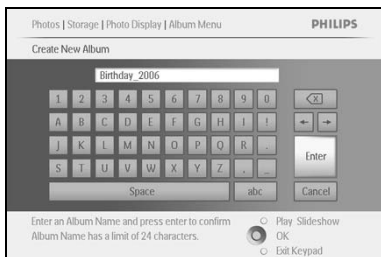 Photos | Storage | Photo Display | Album Menu PHILIPS
Create New Album
Birthday_2006
1 2 3 4 5 6 7 8 9 0
A B C D E F G H I !
J K L M N O P Q R .
S T U V W X Y Z , _
Enter
Space abc Cancel
Enter an Album Name and press enter to confirm
Album Name has a limit of 24 characters.
Play Slideshow
OK
Exit Keypad